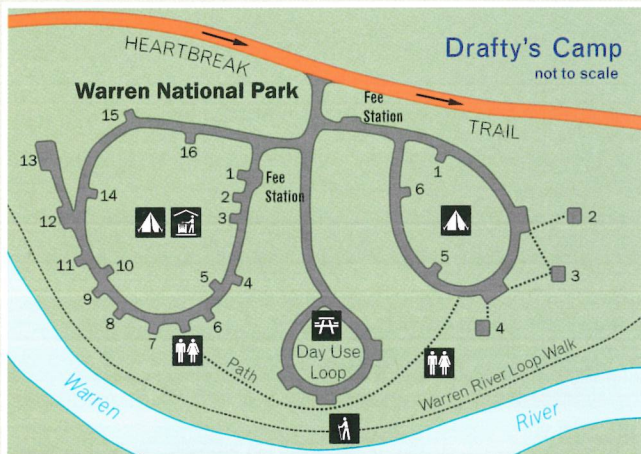 HEARTBREAK
TRAIL
Drafty's Camp
not to scale
Warren National Park
Fee
Station
Fee
Station
15
16
13
14
12
11
10
9
8
7
6
5
4
3
2
1
1
6
5
2
3
4
Day Use
Loop
Path
Warren River Loop Walk
Warren
River